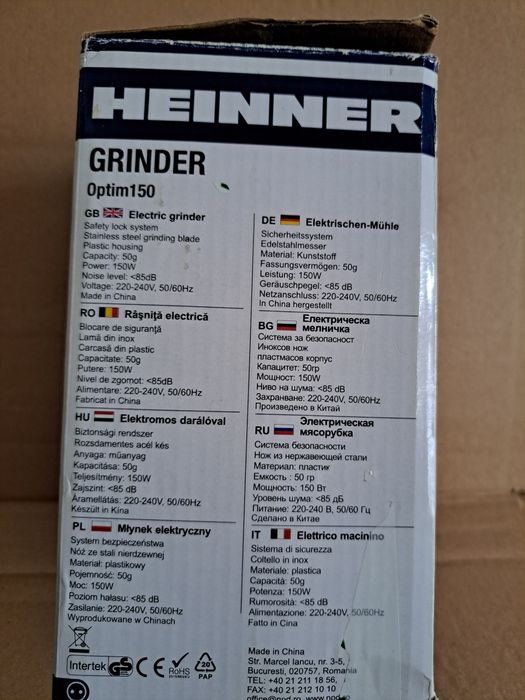 HEINNER
GRINDER
Optim150
GB Electric grinder
Safety lock system
Stainless steel grinding blade
Plastic housing
Capacity: 50g
Power: 150W
Noise level: <85dB
Voltage: 220-240V, 50/60Hz
Made in China
RO Râșniță electrică
Blocare de siguranță
Lamă din inox
Carcasă din plastic
Capacitate: 50g
Putere: 150W
Nivel de zgomot: <85dB
Alimentare: 220-240V, 50/60Hz
Fabricat in China
HU Elektromos darálóval
Biztonsági rendszer
Rozsdamentes acél kés
Anyaga: műanyag
Kapacitása: 50g
Teljesítmény: 150W
Zajszint: <85 dB
Áramellátás: 220-240V, 50/60Hz
Készült in Kina
PL Młynek elektryczny
System bezpieczeństwa
Nóż ze stali nierdzewnej
Materiał: plastikowy
Pojemność: 50g
Moc: 150W
Poziom hałasu: <85 dB
Zasilanie: 220-240V, 50/60Hz
Wyprodukowane w Chinach
Intertek GS CE RoHS 20 PAP
DE Elektrischen-Mühle
Sicherheitssystem
Edelstahlmesser
Material: Kunststoff
Fassungsvermögen: 50g
Leistung: 150W
Geräuschpegel: <85 dB
Netzanschluss: 220-240V, 50/60Hz
In China hergestellt
BG Електрическа
мелничка
Система за безопасност
Иноксов нож
пластмасов корпус
Капацитет: 50гр
Мощност: 150W
Ниво на шум: <85 dB
Захранване: 220-240V, 50/60Hz
Произведено в Китай
RU Электрическая
мясорубка
Система безопасности
Нож из нержавеющей стали
Материал: пластик
Емкость : 50 гр
Мощность: 150 Вт
Уровень шума: <85 дБ
Питание: 220-240 В, 50/60 Гц
Сделано в Китае
IT Elettrico macinino
Sistema di sicurezza
Coltello in inox
Materiale: plastica
Capacità: 50g
Potenza: 150W
Rumorosità: <85 dB
Alimentazione: 220-240V, 50/60Hz
Fatto in Cina
Made in China
Str. Marcel Iancu, nr. 3-5,
Bucuresti, 020757, Romania
TEL: +40 21 211 18 56,
FAX: +40 21 212 10 10